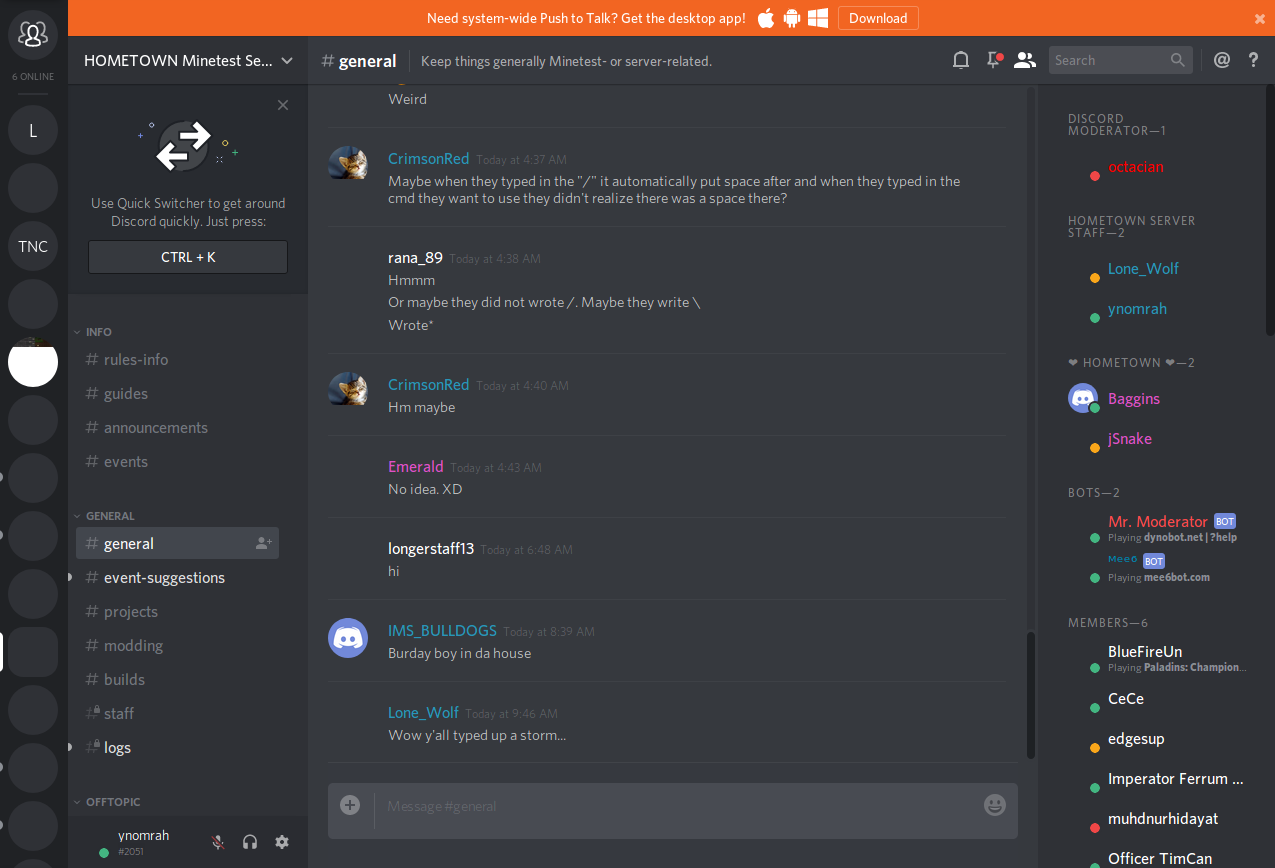 Need system-wide Push to Talk? Get the desktop app!
Download
6 ONLINE
L
TNC
HOMETOWN Minetest Se...
Use Quick Switcher to get around
Discord quickly. Just press:
CTRL + K
INFO
# rules-info
# guides
# announcements
# events
GENERAL
# general
# event-suggestions
# projects
# modding
# builds
# staff
# logs
OFFTOPIC
ynomrah
#2051
# general
Keep things generally Minetest- or server-related.
Search
@ ?
Weird
CrimsonRed Today at 4:37 AM
Maybe when they typed in the "/" it automatically put space after and when they typed in the
cmd they want to use they didn't realize there was a space there?
rana_89 Today at 4:38 AM
Hmmm
Or maybe they did not wrote /. Maybe they write \
Wrote*
CrimsonRed Today at 4:40 AM
Hm maybe
Emerald Today at 4:43 AM
No idea. XD
longerstaff13 Today at 6:48 AM
hi
IMS_BULLDOGS Today at 8:39 AM
Burday boy in da house
Lone_Wolf Today at 9:46 AM
Wow y'all typed up a storm...
Message #general
DISCORD
MODERATOR—1
octacian
HOMETOWN SERVER
STAFF—2
Lone_Wolf
ynomrah
❤ HOMETOWN ❤—2
Baggins
jSnake
BOTS—2
Mr. Moderator BOT
Playing dynobot.net | ?help
Mee6 BOT
Playing mee6bot.com
MEMBERS—6
BlueFireUn
Playing Paladins: Champion...
CeCe
edgesup
Imperator Ferrum ...
muhdnurhidayat
Officer TimCan